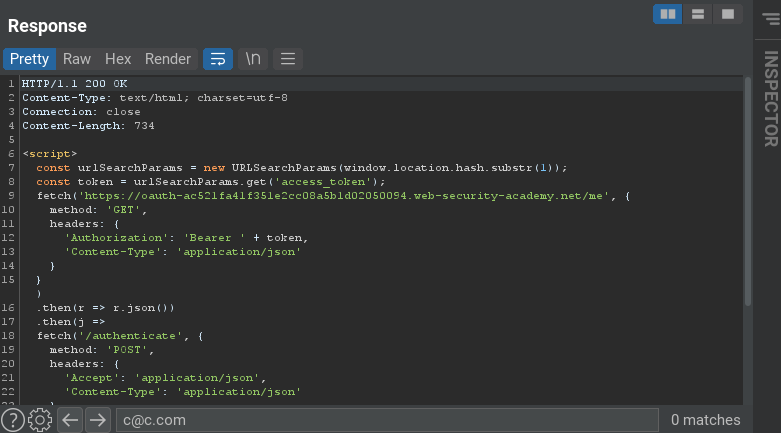 Response
Pretty Raw Hex Render \n
INSPECTOR
1 HTTP/1.1 200 OK
2 Content-Type: text/html; charset=utf-8
3 Connection: close
4 Content-Length: 734
5
6 <script>
7 const urlSearchParams = new URLSearchParams(window.location.hash.substr(1));
8 const token = urlSearchParams.get('access_token');
9 fetch('https://oauth-ac521fa41f351e2cc08a5b1d02050094.web-security-academy.net/me', {
10 method: 'GET',
11 headers: {
12 'Authorization': 'Bearer ' + token,
13 'Content-Type': 'application/json'
14 }
15 }
)
16 .then(r => r.json())
17 .then(j =>
18 fetch('/authenticate', {
19 method: 'POST',
20 headers: {
21 'Accept': 'application/json',
22 'Content-Type': 'application/json'
23 }
c@c.com 0 matches